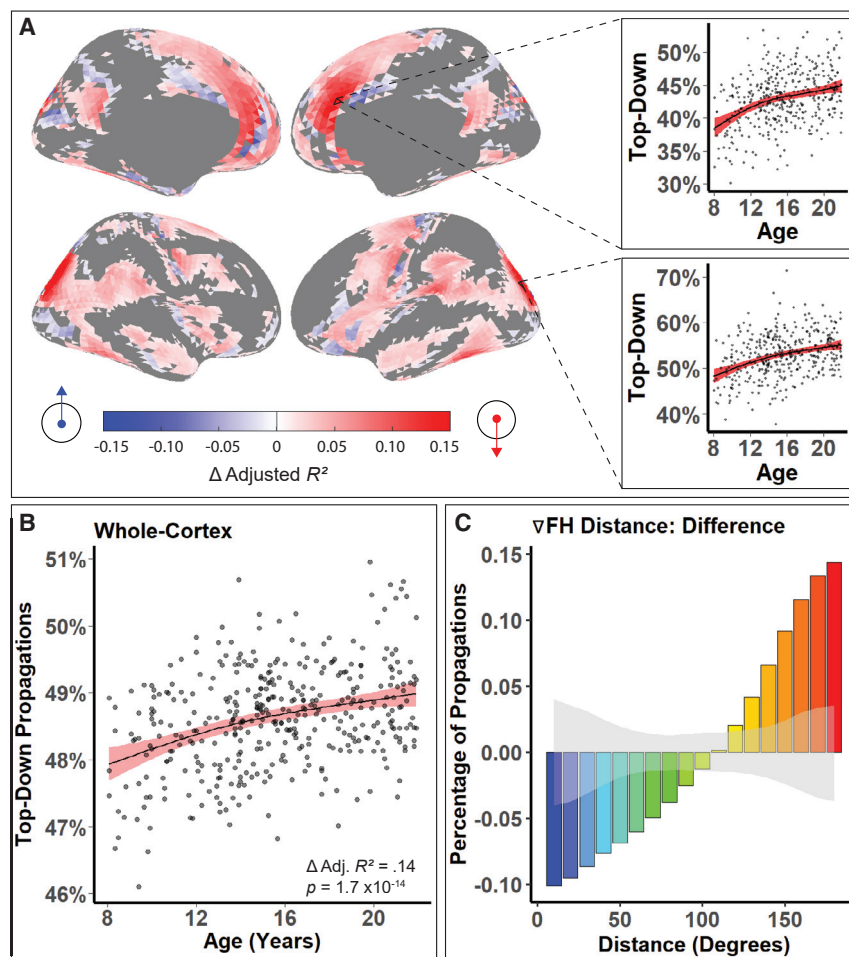 A
Top-Down
50%
45%
40%
35%
30%
8 12 16 20
Age
Top-Down
70%
60%
50%
40%
8 12 16 20
Age
-0.15 -0.10 -0.05 0 0.05 0.10 0.15
Δ Adjusted R²
B
Whole-Cortex
Top-Down Propagations
51%
50%
49%
48%
47%
46%
Δ Adj. R² = .14
p = 1.7 x10⁻¹⁴
8 12 16 20
Age (Years)
C
∇FH Distance: Difference
Percentage of Propagations
0.15
0.10
0.05
0.00
-0.05
-0.10
0 50 100 150
Distance (Degrees)